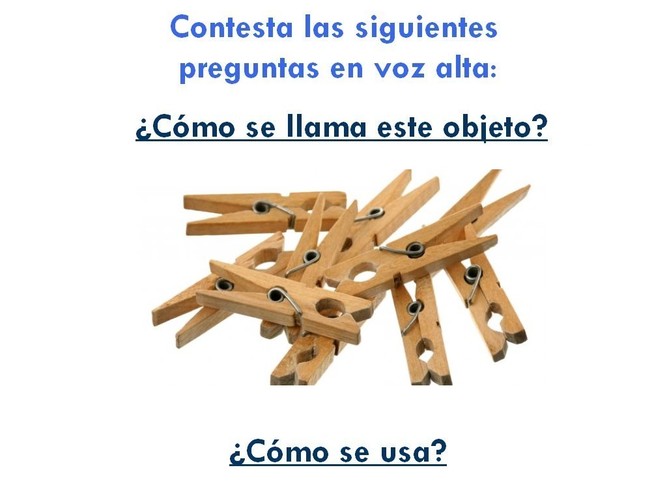 Contesta las siguientes
preguntas en voz alta:
¿Cómo se llama este objeto?
¿Cómo se usa?